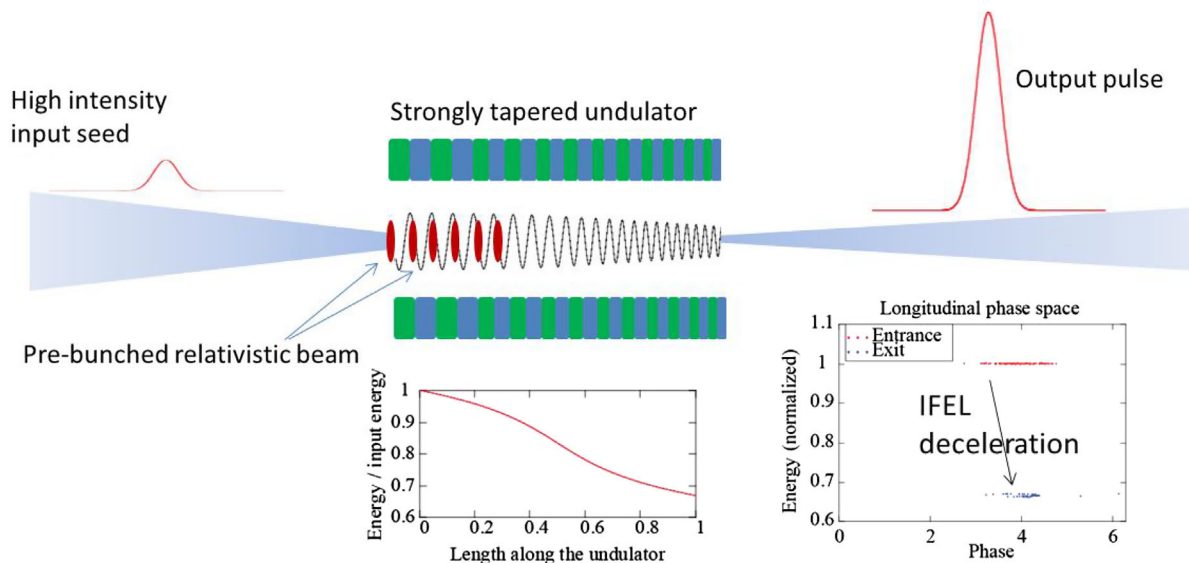 High intensity
input seed
Strongly tapered undulator
Output pulse
Pre-bunched relativistic beam
Energy / input energy
1
0.9
0.8
0.7
0.6
0
0.2
0.4
0.6
0.8
1
Length along the undulator
Longitudinal phase space
Energy (normalized)
1.1
1
0.9
0.8
0.7
0.6
Entrance
Exit
IFEL
deceleration
0
2
4
6
Phase